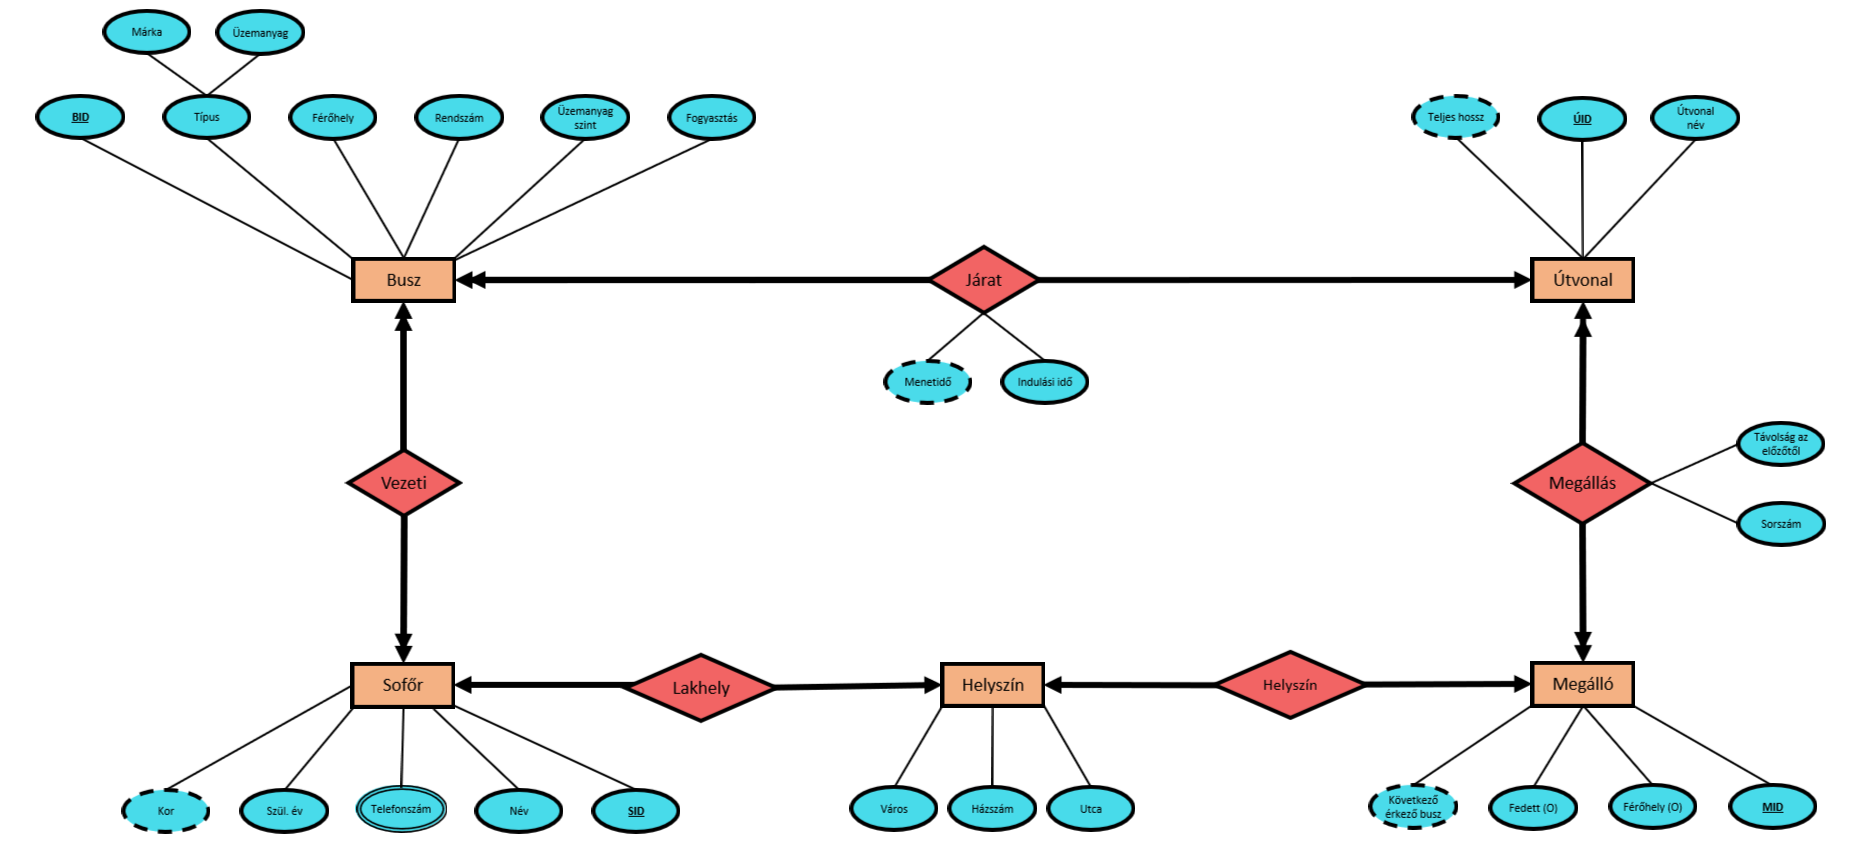 Márka
Üzemanyag
BID
Típus
Férőhely
Rendszám
Üzemanyag
szint
Fogyasztás
Teljes hossz
ÚID
Útvonal
név
Busz
Járat
Útvonal
Menetidő
Indulási idő
Vezeti
Megállás
Távolság az
előzőtől
Sorszám
Sofőr
Lakhely
Helyszín
Helyszín
Megálló
Kor
Szül. év
Telefonszám
Név
SID
Város
Házszám
Utca
Következő
érkező busz
Fedett (O)
Férőhely (O)
MID